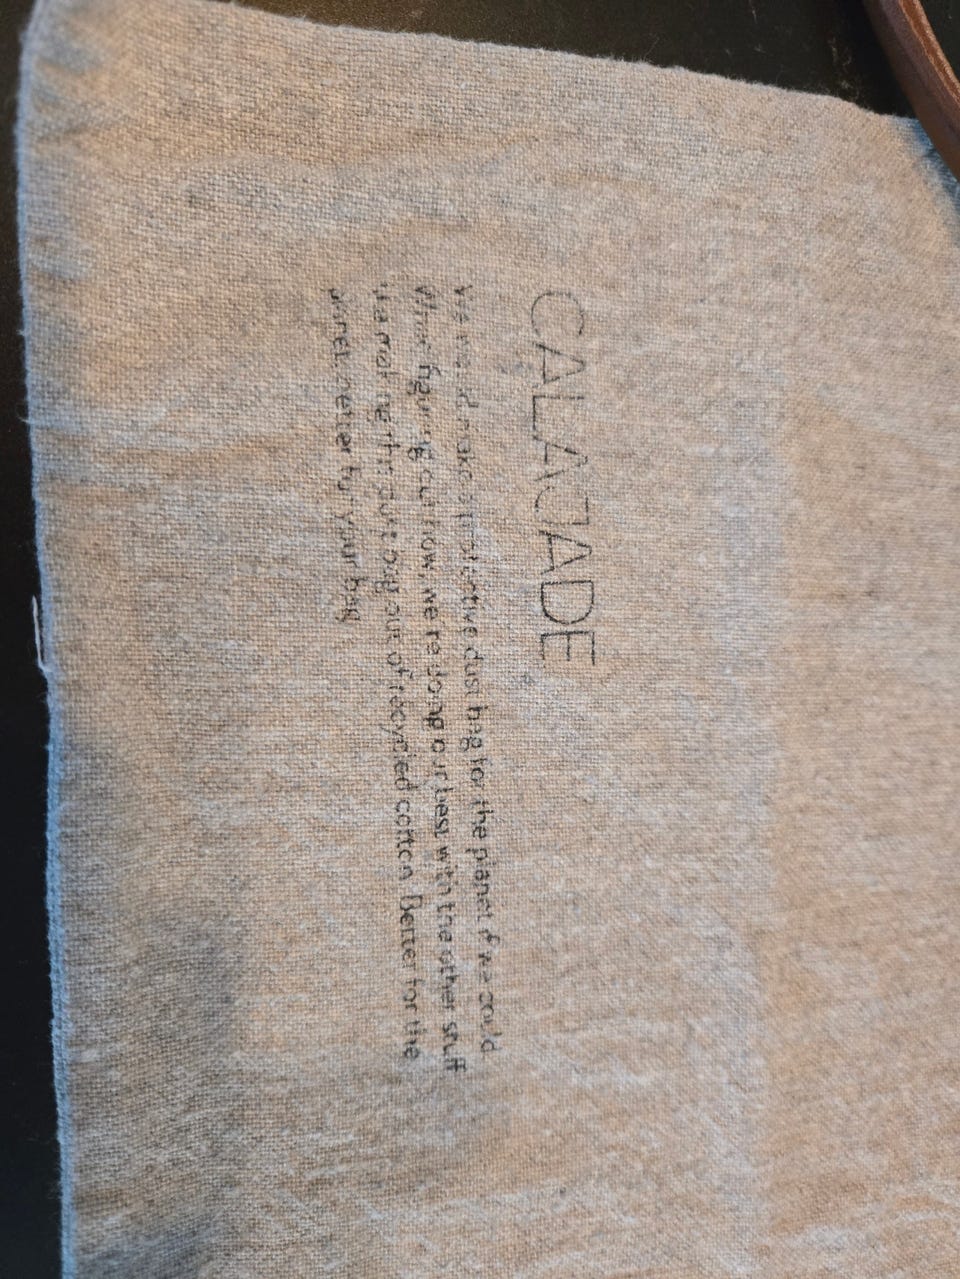 CALA JADE
We would make a protective dust bag for the planet if we could
While figuring out how, we're doing our best with the other stuff
like making this dust bag out of recycled cotton. Better for the
planet, better for your bag